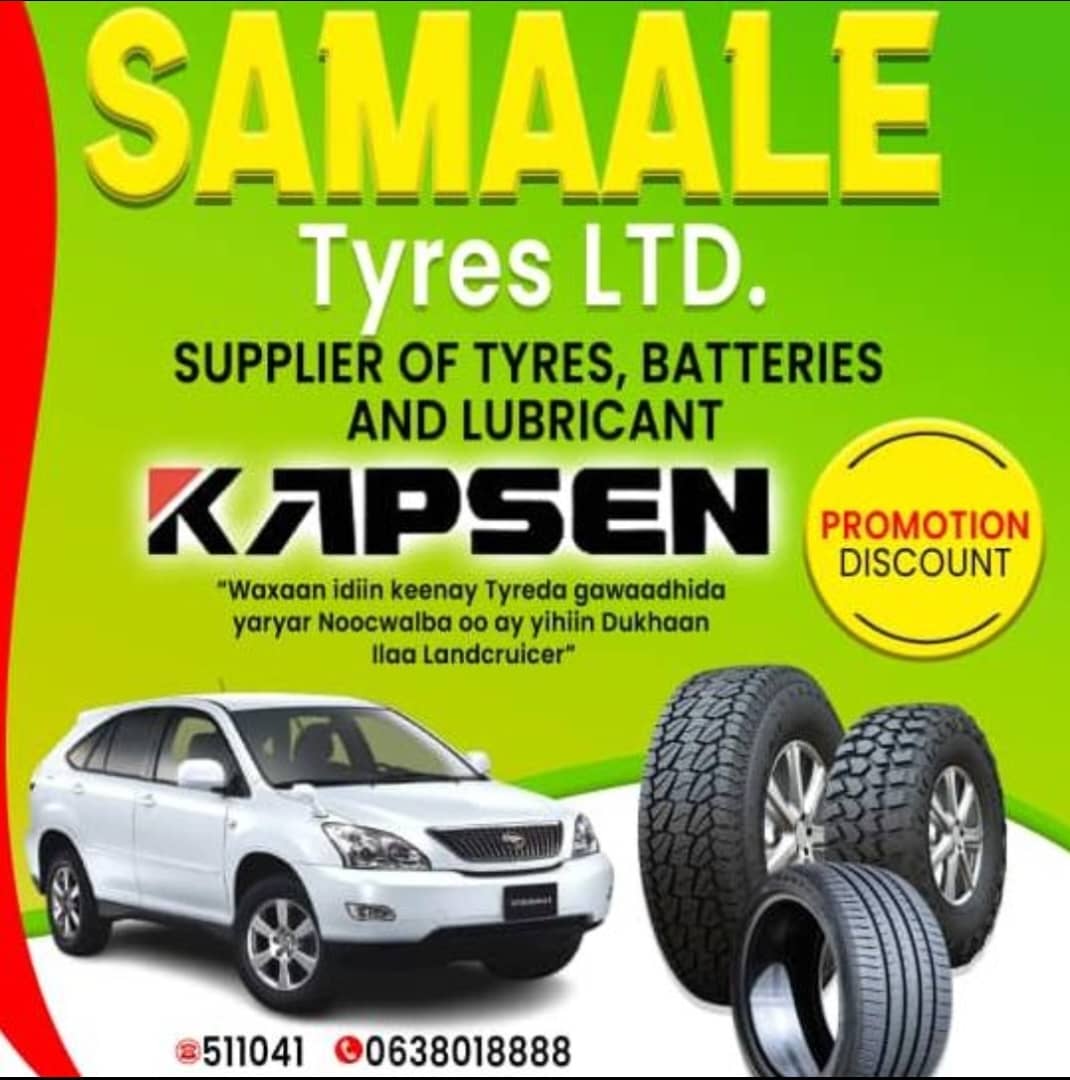 SAMAALE
Tyres LTD.
SUPPLIER OF TYRES, BATTERIES
AND LUBRICANT
KAPSEN
PROMOTION
DISCOUNT
"Waxaan idiin keenay Tyreda gawaadhida
yaryar Noocwalba oo ay yihiin Dukhaan
Ilaa Landcruicer"
511041 0638018888